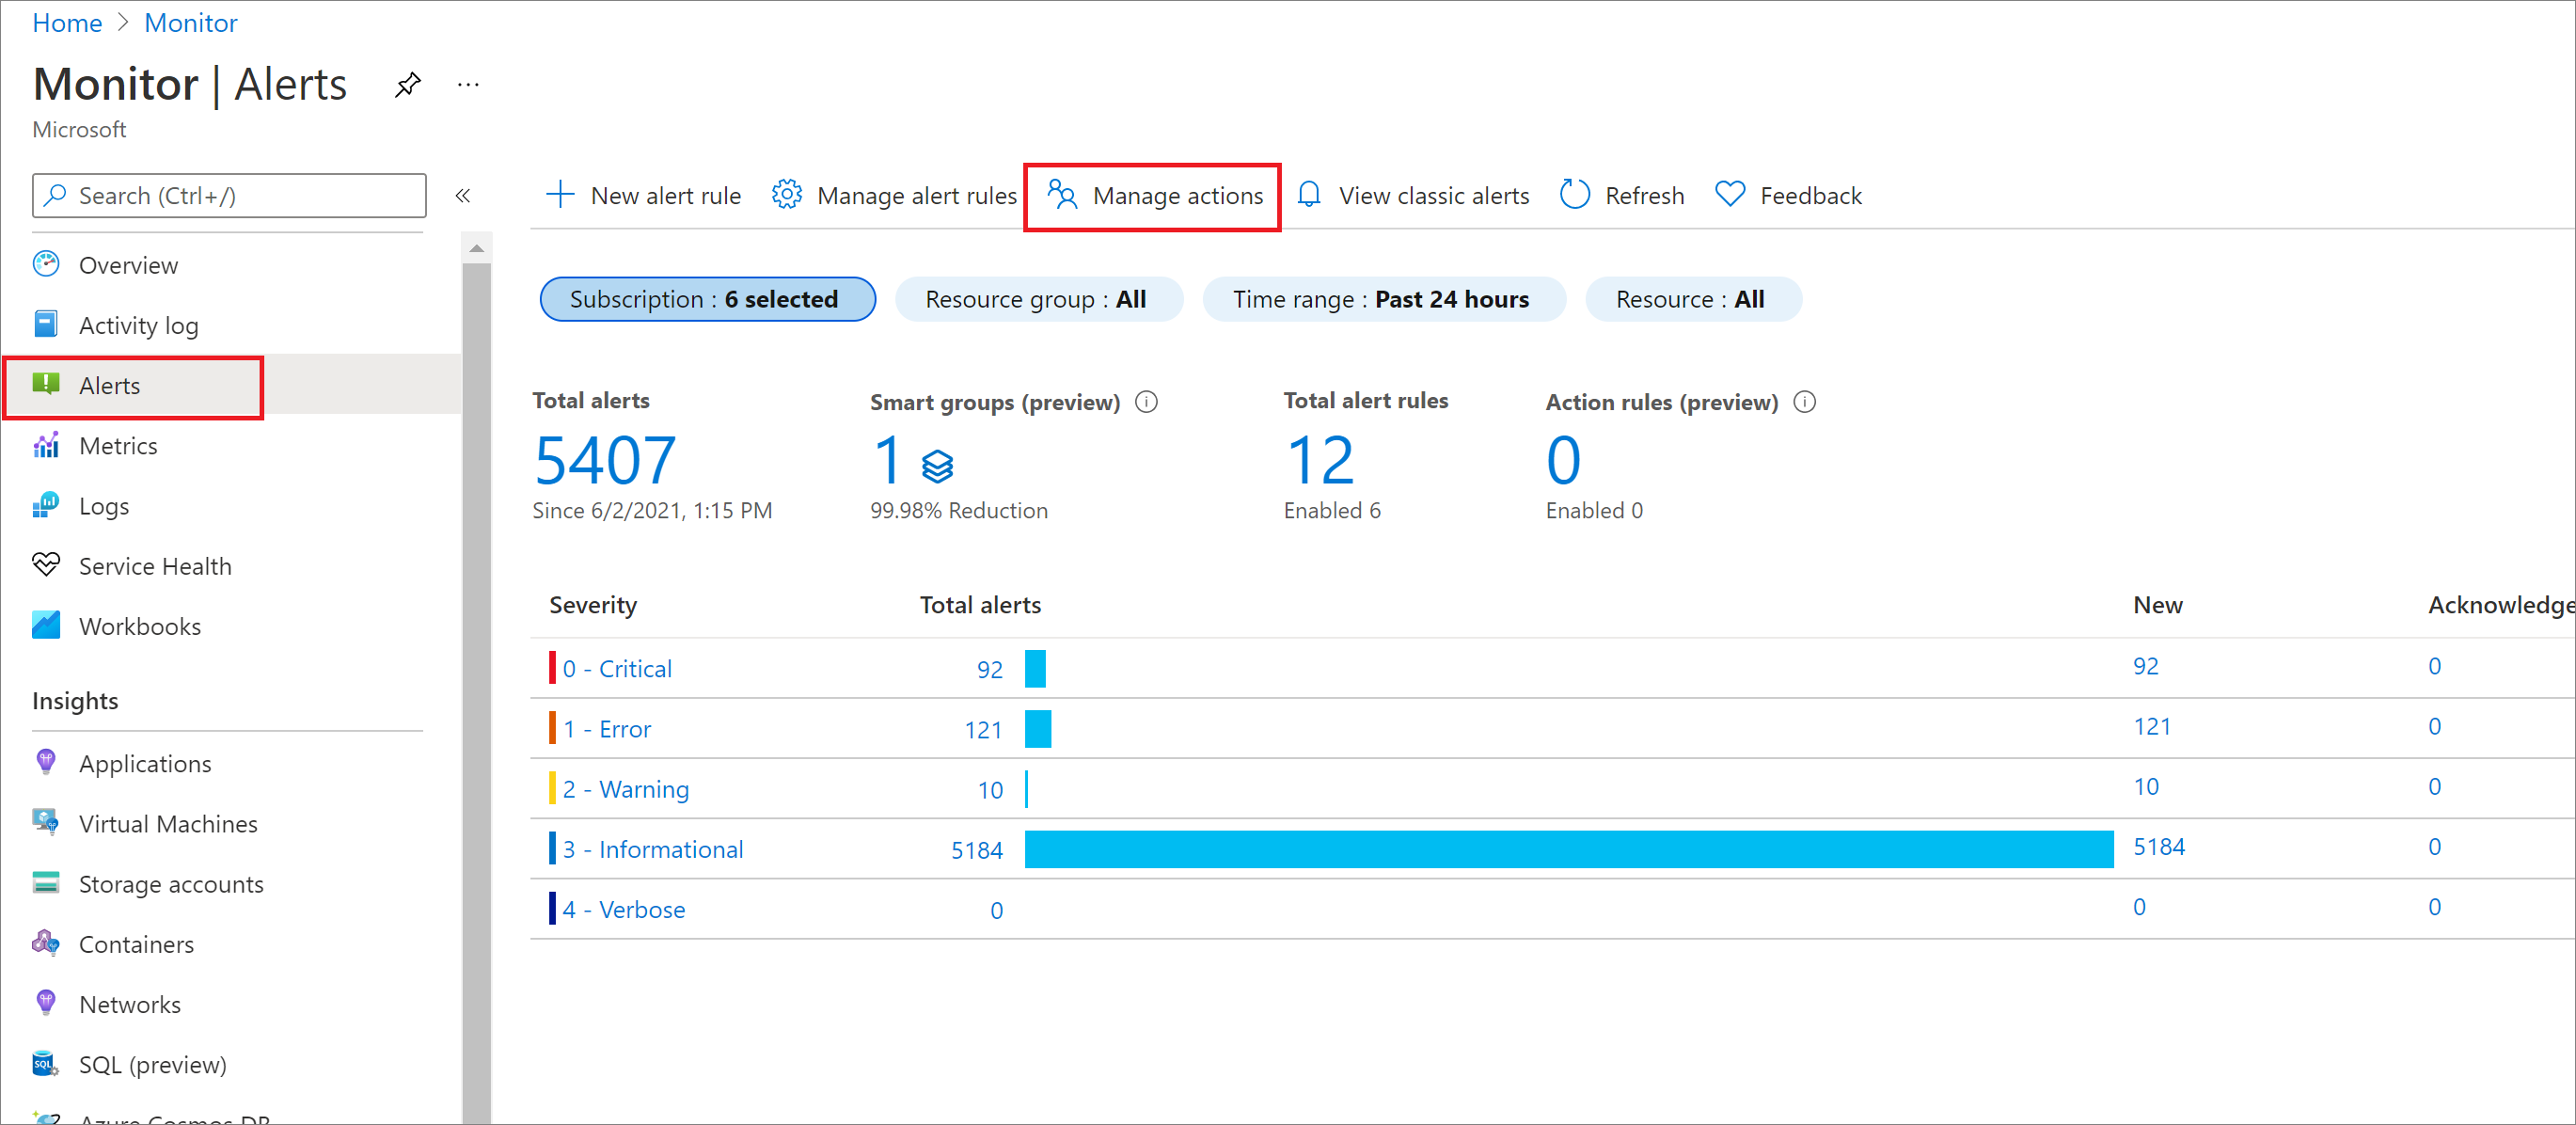 Home > Monitor
Monitor | Alerts ...
Microsoft
Search (Ctrl+/) «
Overview
Activity log
Alerts
Metrics
Logs
Service Health
Workbooks
Insights
Applications
Virtual Machines
Storage accounts
Containers
Networks
SQL (preview)
Azure Cosmos DB
New alert rule Manage alert rules Manage actions View classic alerts Refresh Feedback
Subscription : 6 selected Resource group : All Time range : Past 24 hours Resource : All
Total alerts Smart groups (preview) Total alert rules Action rules (preview)
5407 1 12 0
Since 6/2/2021, 1:15 PM 99.98% Reduction Enabled 6 Enabled 0
Severity Total alerts New Acknowledge
0 - Critical 92 92 0
1 - Error 121 121 0
2 - Warning 10 10 0
3 - Informational 5184 5184 0
4 - Verbose 0 0 0